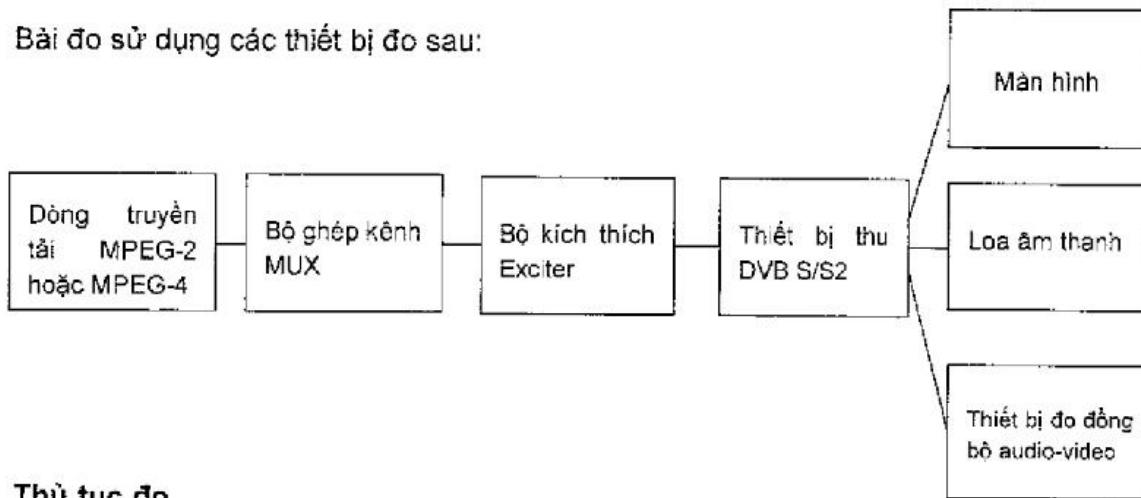 Bài đo sử dụng các thiết bị đo sau:
Màn hình
Dòng truyền
tải MPEG-2
hoặc MPEG-4
Bộ ghép kênh
MUX
Bộ kích thích
Exciter
Thiết bị thu
DVB S/S2
Loa âm thanh
Thiết bị đo đồng
bộ audio-video
Thủ tục đo